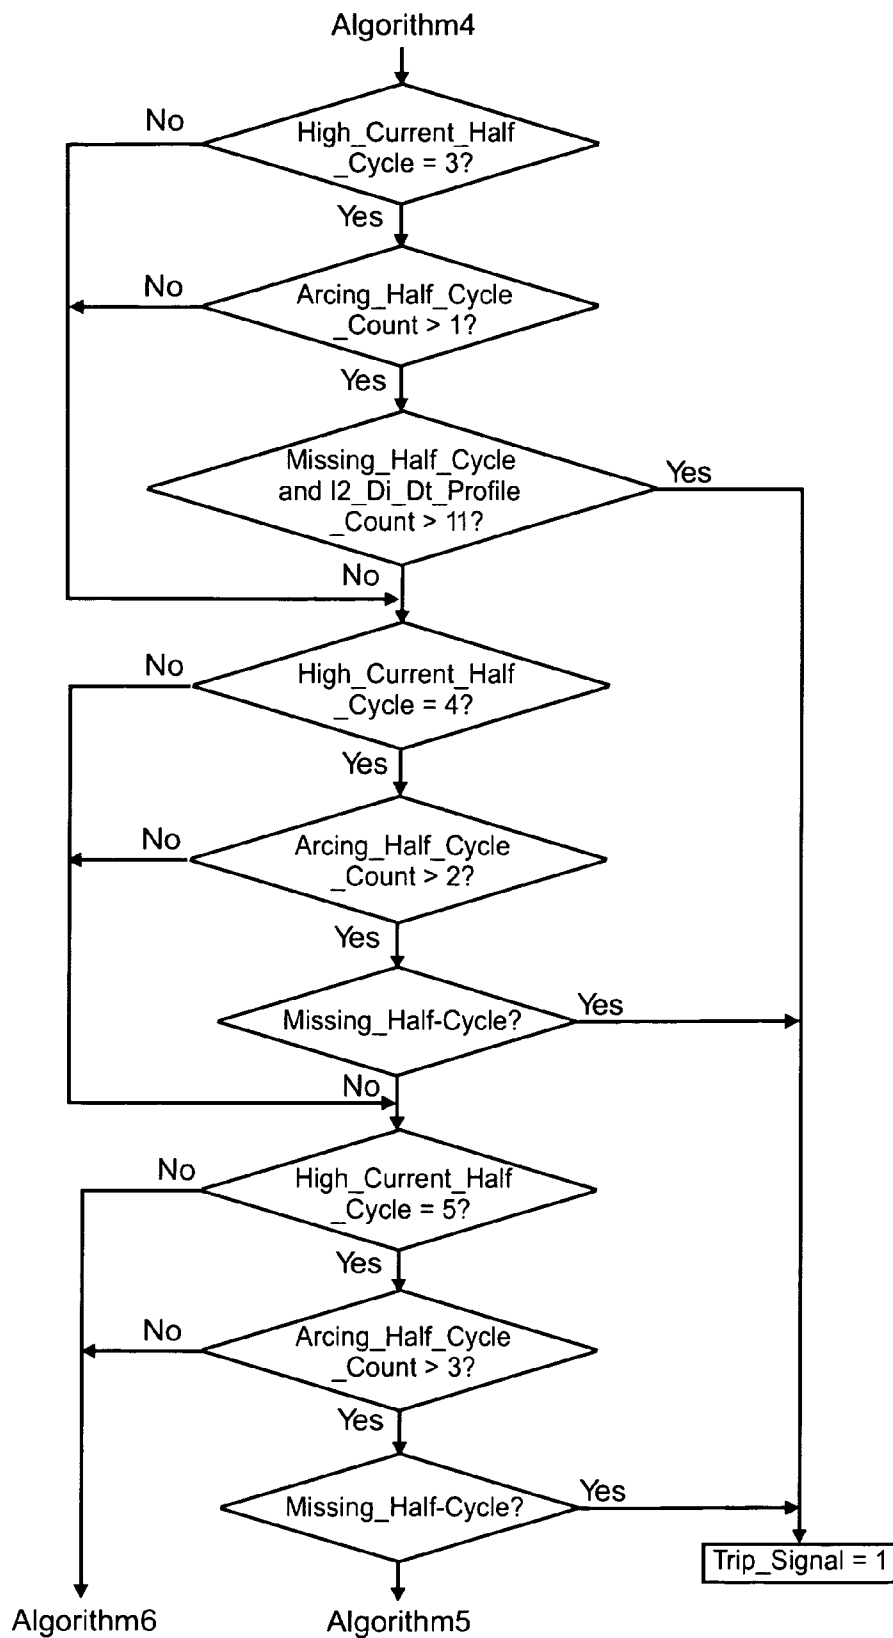 Algorithm4
No
High_Current_Half
_Cycle = 3?
Yes
No
Arcing_Half_Cycle
_Count > 1?
Yes
Missing_Half_Cycle
and I2_Di_Dt_Profile
_Count > 11?
Yes
No
No
High_Current_Half
_Cycle = 4?
Yes
No
Arcing_Half_Cycle
_Count > 2?
Yes
Missing_Half-Cycle?
Yes
No
No
High_Current_Half
_Cycle = 5?
Yes
No
Arcing_Half_Cycle
_Count > 3?
Yes
Missing_Half-Cycle?
Yes
Trip_Signal = 1
Algorithm6
Algorithm5